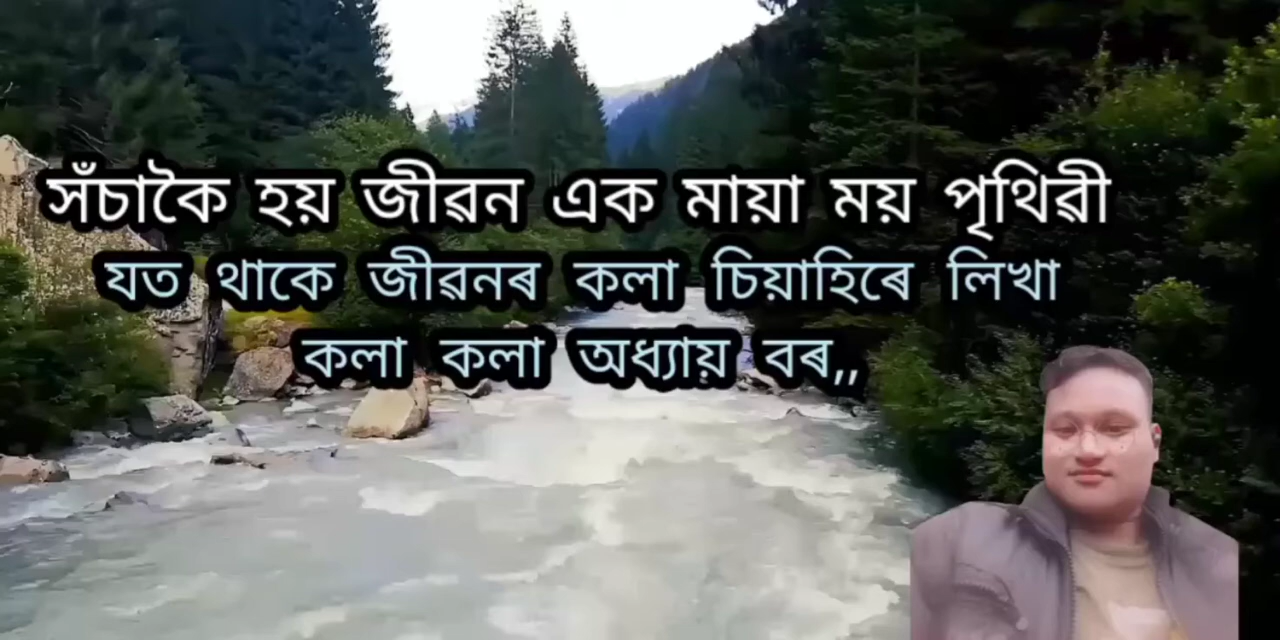 সঁচাকৈ হয় জীৱন এক মায়া ময় পৃথিৱী
যত থাকে জীৱনৰ কলা চিয়াহিৰে লিখা
কলা কলা অধ্যায় বৰ,,